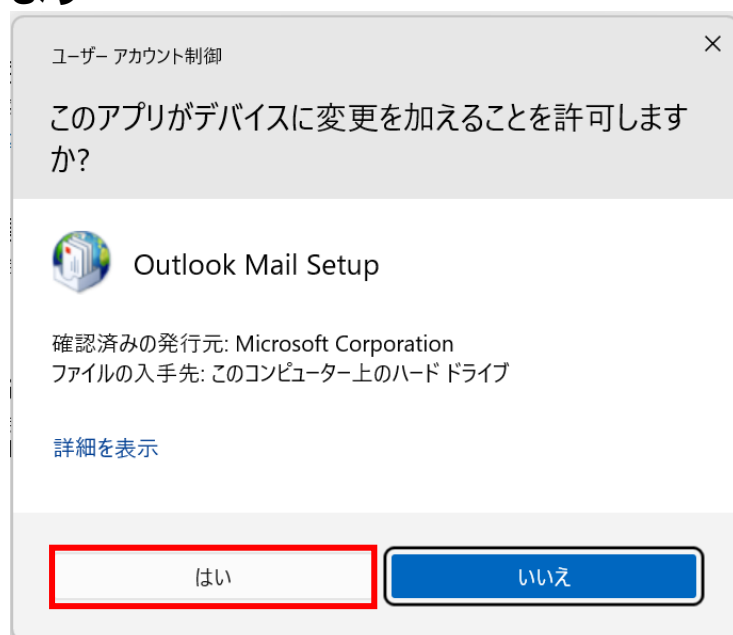 ユーザー アカウント制御
このアプリがデバイスに変更を加えることを許可します
か?
Outlook Mail Setup
確認済みの発行元: Microsoft Corporation
ファイルの入手先: このコンピューター上のハード ドライブ
詳細を表示
はい いいえ